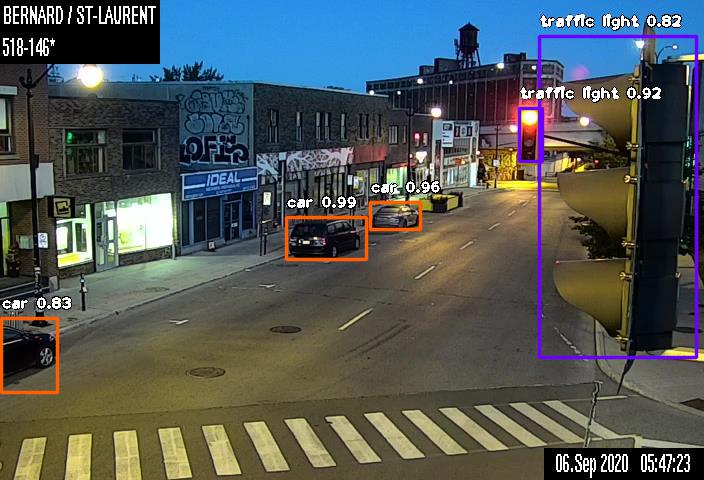 BERNARD / ST-LAURENT
518-146*
traffic light 0.82
traffic light 0.92
car 0.96
car 0.99
IDEAL
car 0.83
06.Sep 2020 05:47:23